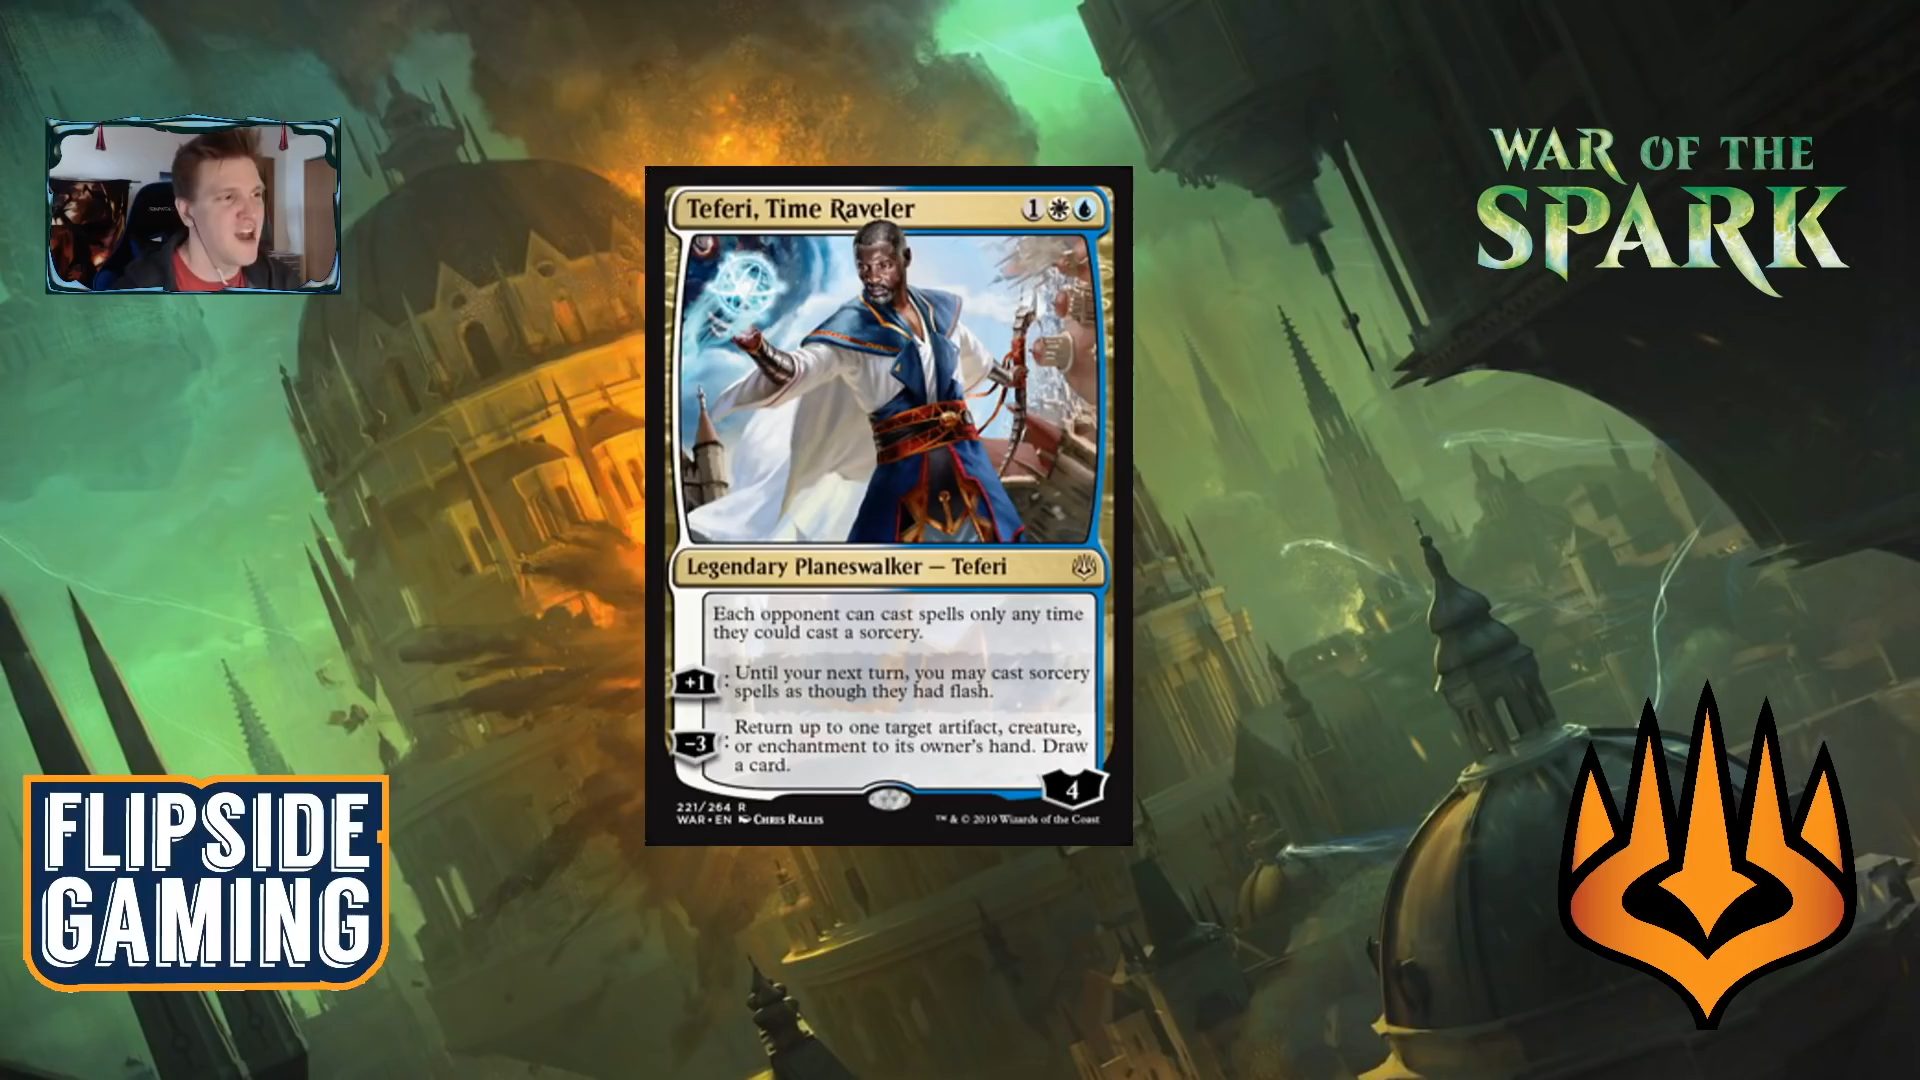 WAR OF THE
SPARK
Teferi, Time Raveler
1
Legendary Planeswalker — Teferi
Each opponent can cast spells only any time
they could cast a sorcery.
+1 : Until your next turn, you may cast sorcery
spells as though they had flash.
−3 : Return up to one target artifact, creature,
or enchantment to its owner's hand. Draw
a card.
4
221/264 R
WAR • EN Chris Rallis
™ & © 2019 Wizards of the Coast
FLIPSIDE
GAMING